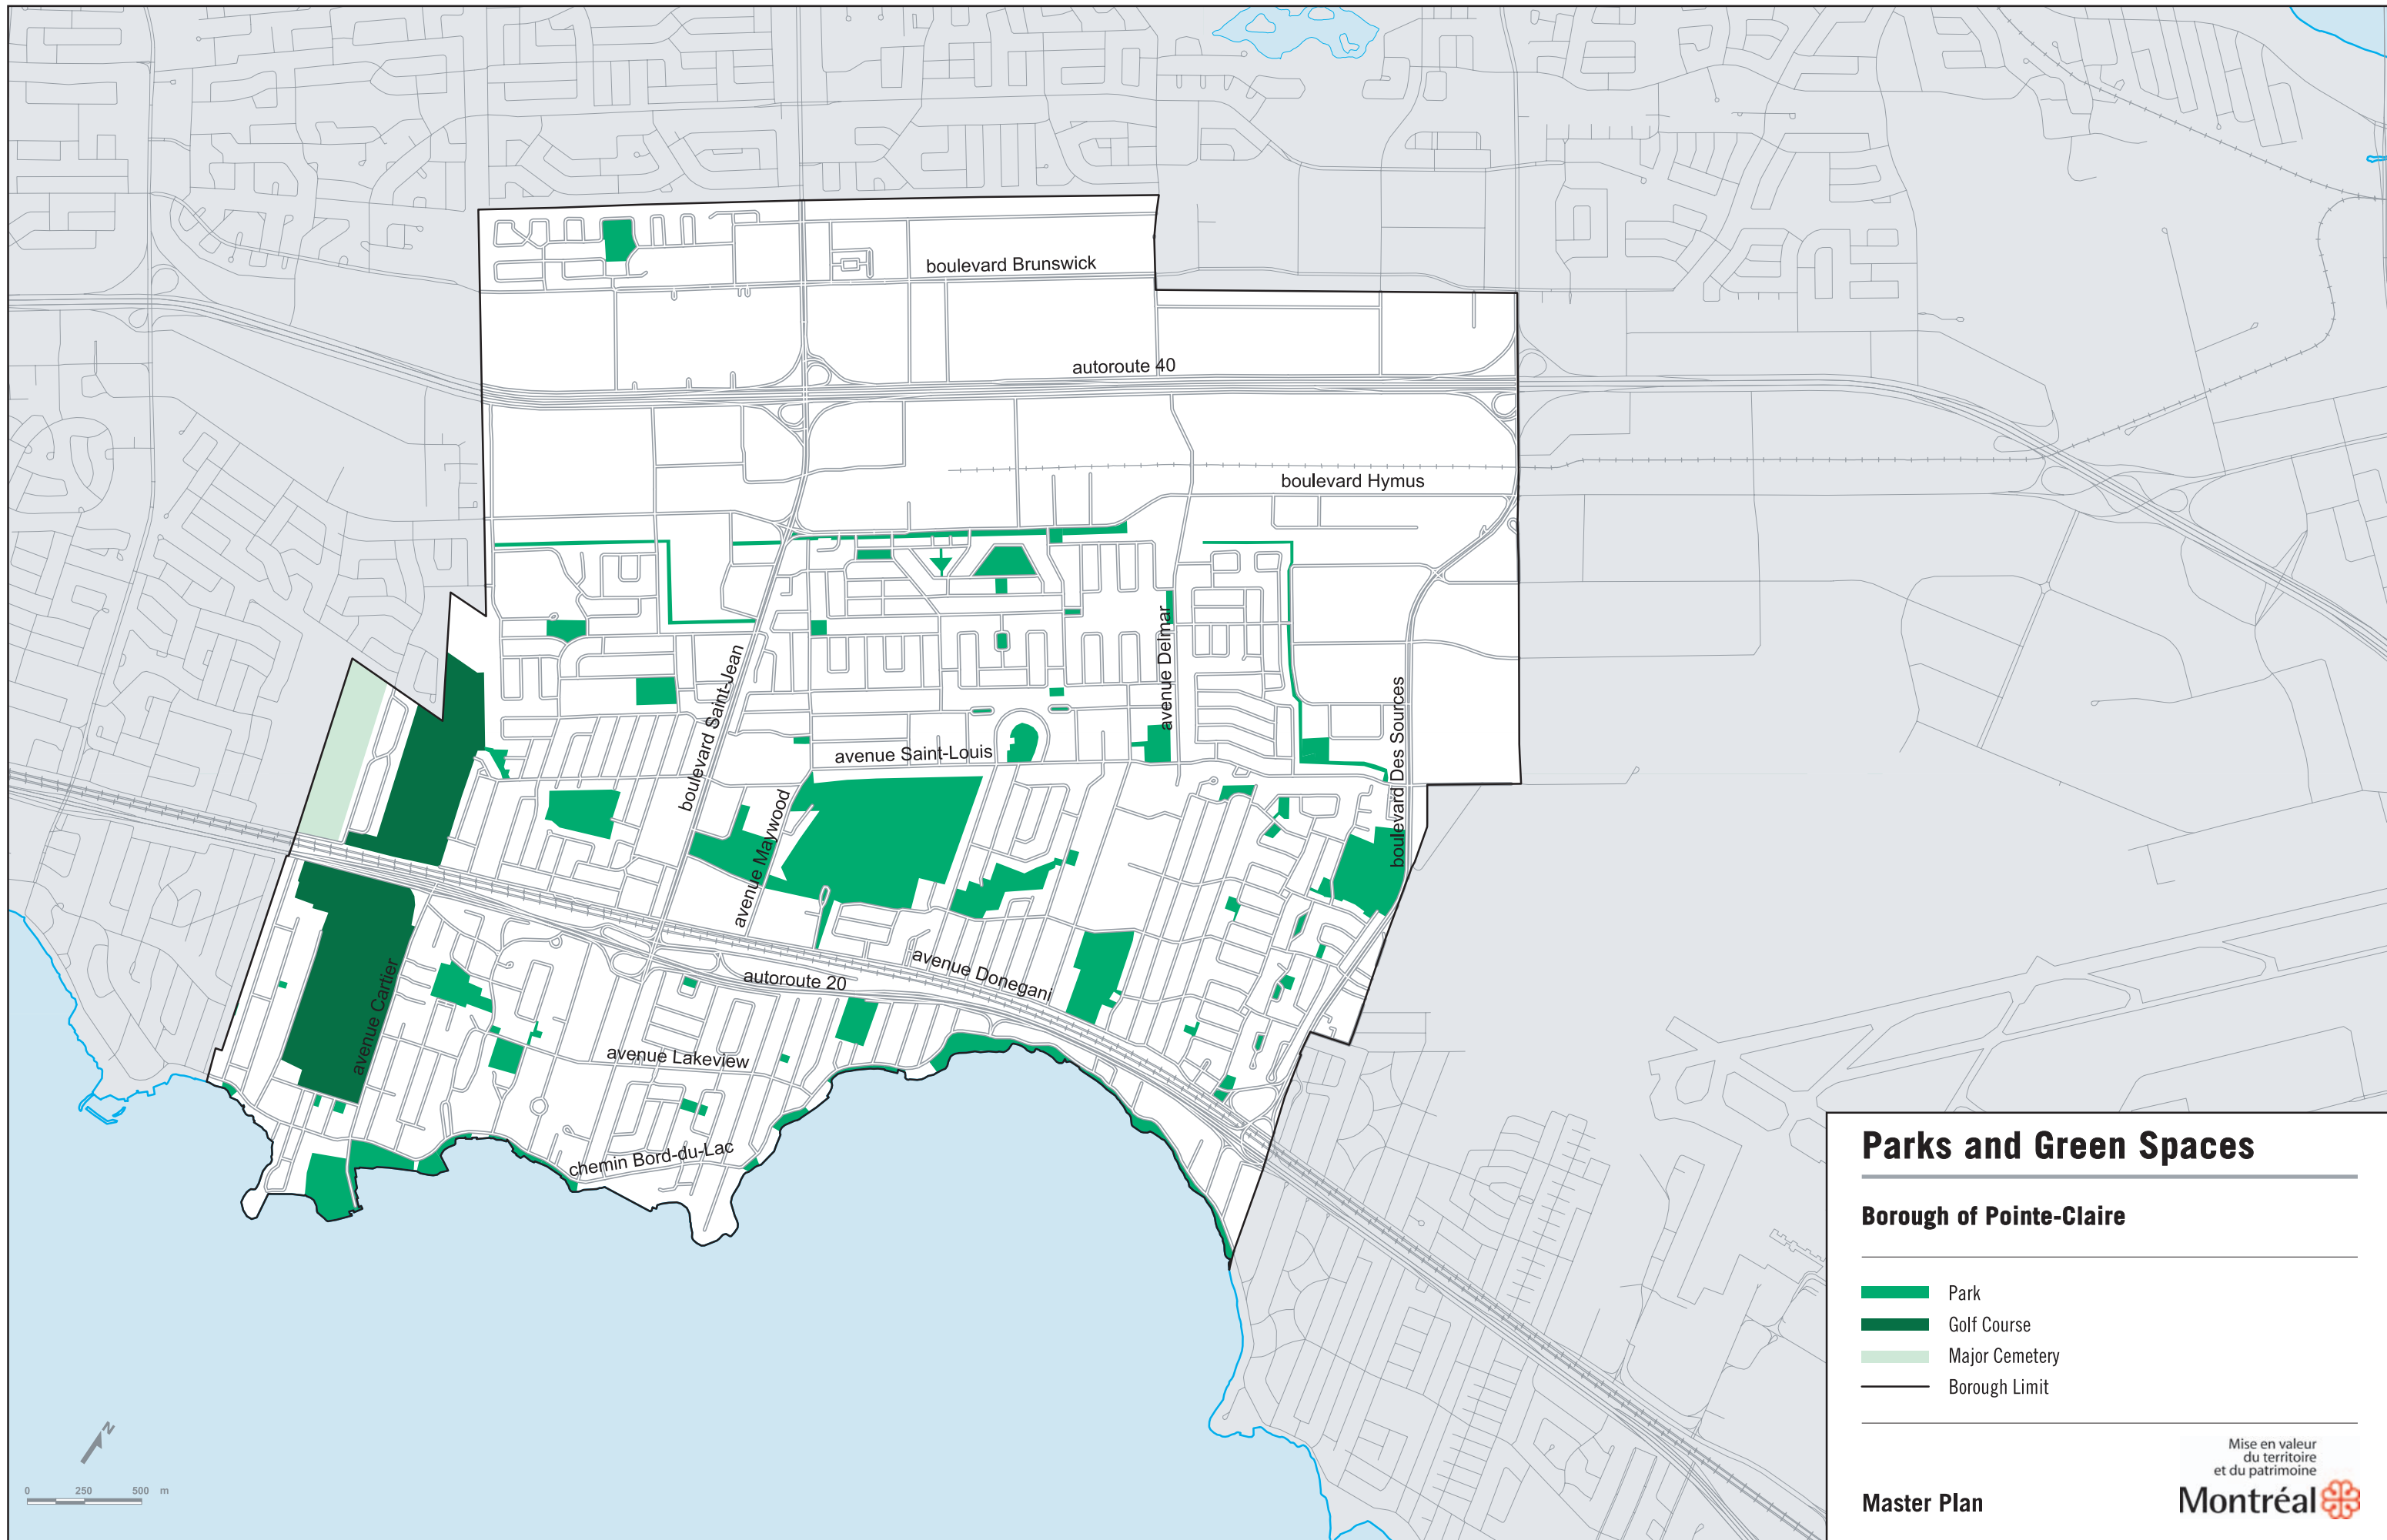 boulevard Brunswick
autoroute 40
boulevard Hymus
avenue Delmar
boulevard Saint-Jean
boulevard Des Sources
avenue Saint-Louis
avenue Maywood
avenue Donegani
autoroute 20
avenue Cartier
avenue Lakeview
chemin Bord-du-Lac
N
0 250 500 m
Parks and Green Spaces
Borough of Pointe-Claire
Park
Golf Course
Major Cemetery
Borough Limit
Mise en valeur
du territoire
et du patrimoine
Master Plan
Montréal